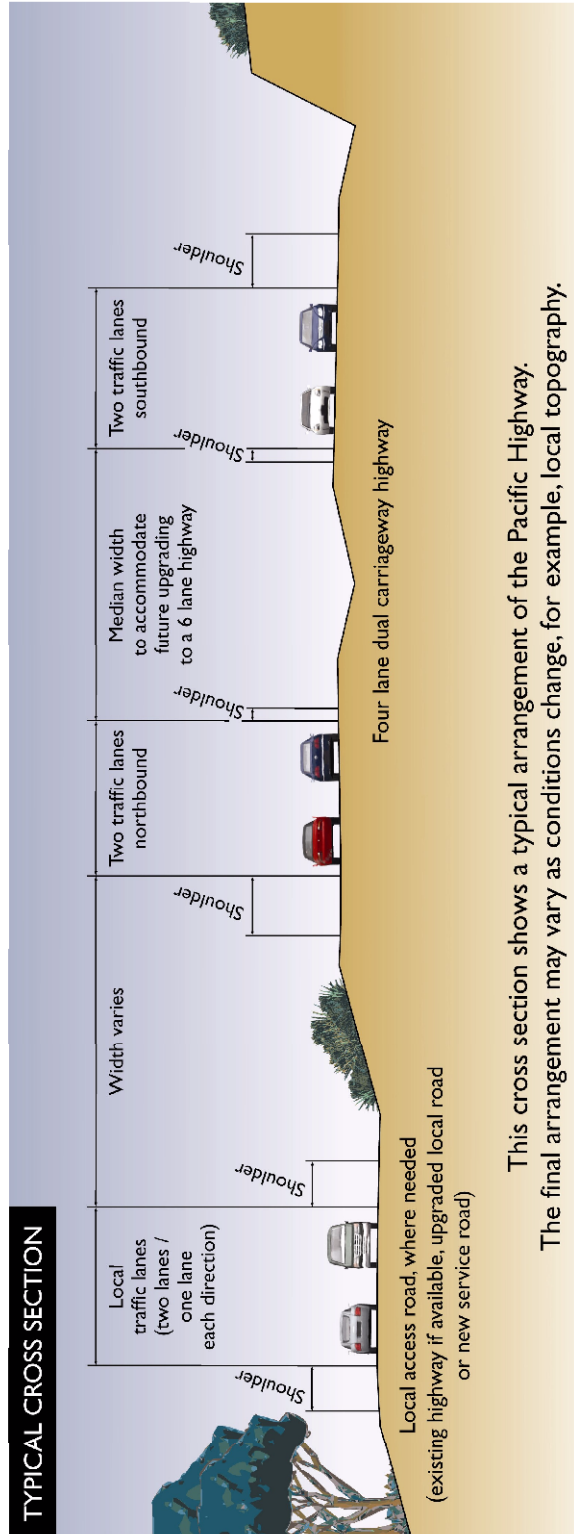 TYPICAL CROSS SECTION
Local
traffic lanes
(two lanes /
one lane
each direction)
Width varies
Two traffic lanes
northbound
Median width
to accommodate
future upgrading
to a 6 lane highway
Two traffic lanes
southbound
Shoulder
Shoulder
Shoulder
Shoulder
Shoulder
Shoulder
Local access road, where needed
(existing highway if available, upgraded local road
or new service road)
Four lane dual carriageway highway
This cross section shows a typical arrangement of the Pacific Highway.
The final arrangement may vary as conditions change, for example, local topography.